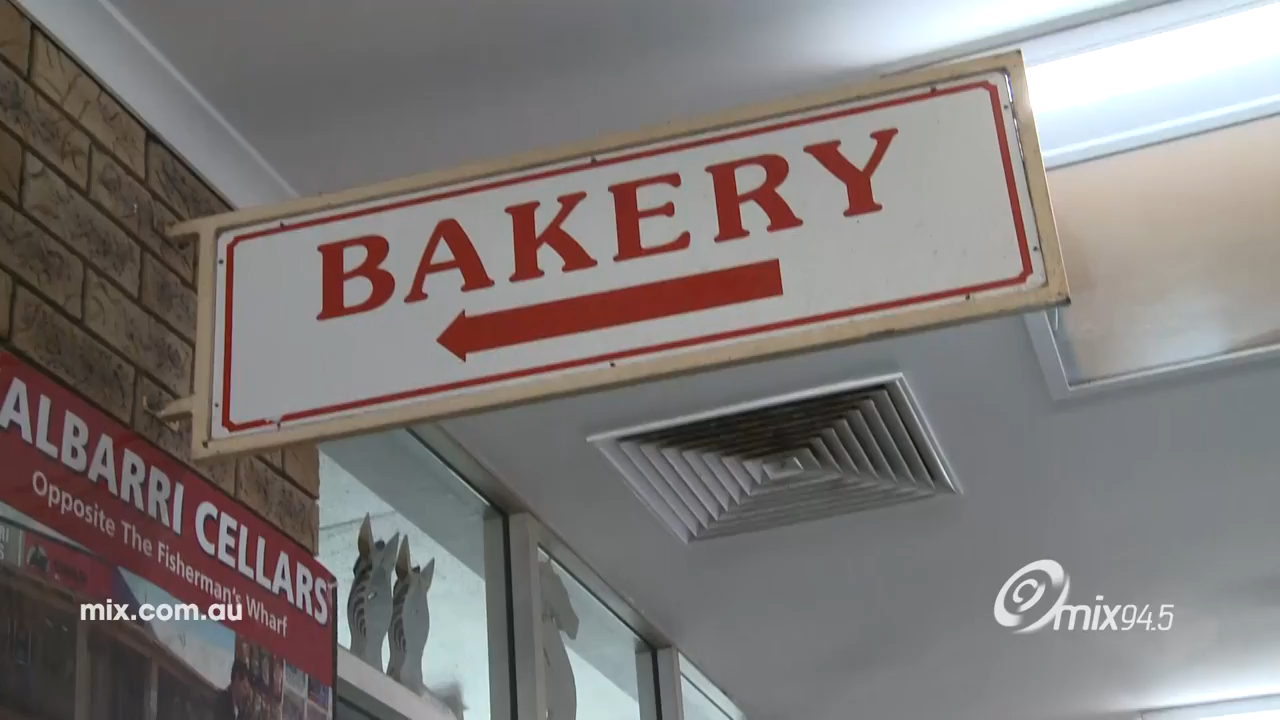 BAKERY
ALBARRI CELLARS
Opposite The Fisherman's Wharf
mix.com.au
mix94.5